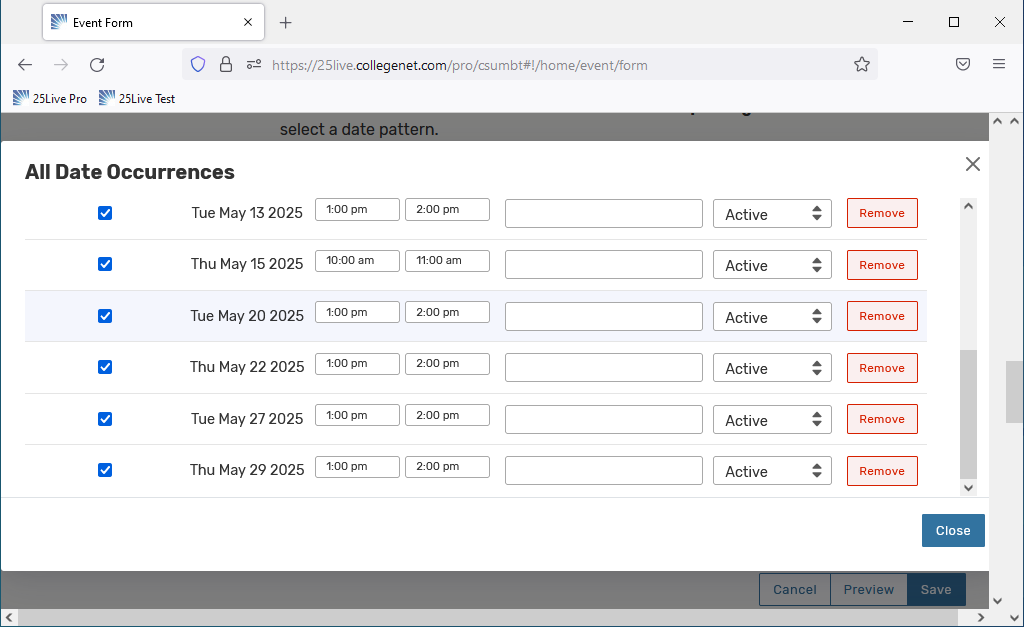 Event Form
https://25live.collegenet.com/pro/csumbt#!/home/event/form
25Live Pro 25Live Test
select a date pattern.
All Date Occurrences
Tue May 13 2025 1:00 pm 2:00 pm Active Remove
Thu May 15 2025 10:00 am 11:00 am Active Remove
Tue May 20 2025 1:00 pm 2:00 pm Active Remove
Thu May 22 2025 1:00 pm 2:00 pm Active Remove
Tue May 27 2025 1:00 pm 2:00 pm Active Remove
Thu May 29 2025 1:00 pm 2:00 pm Active Remove
Close
Cancel Preview Save